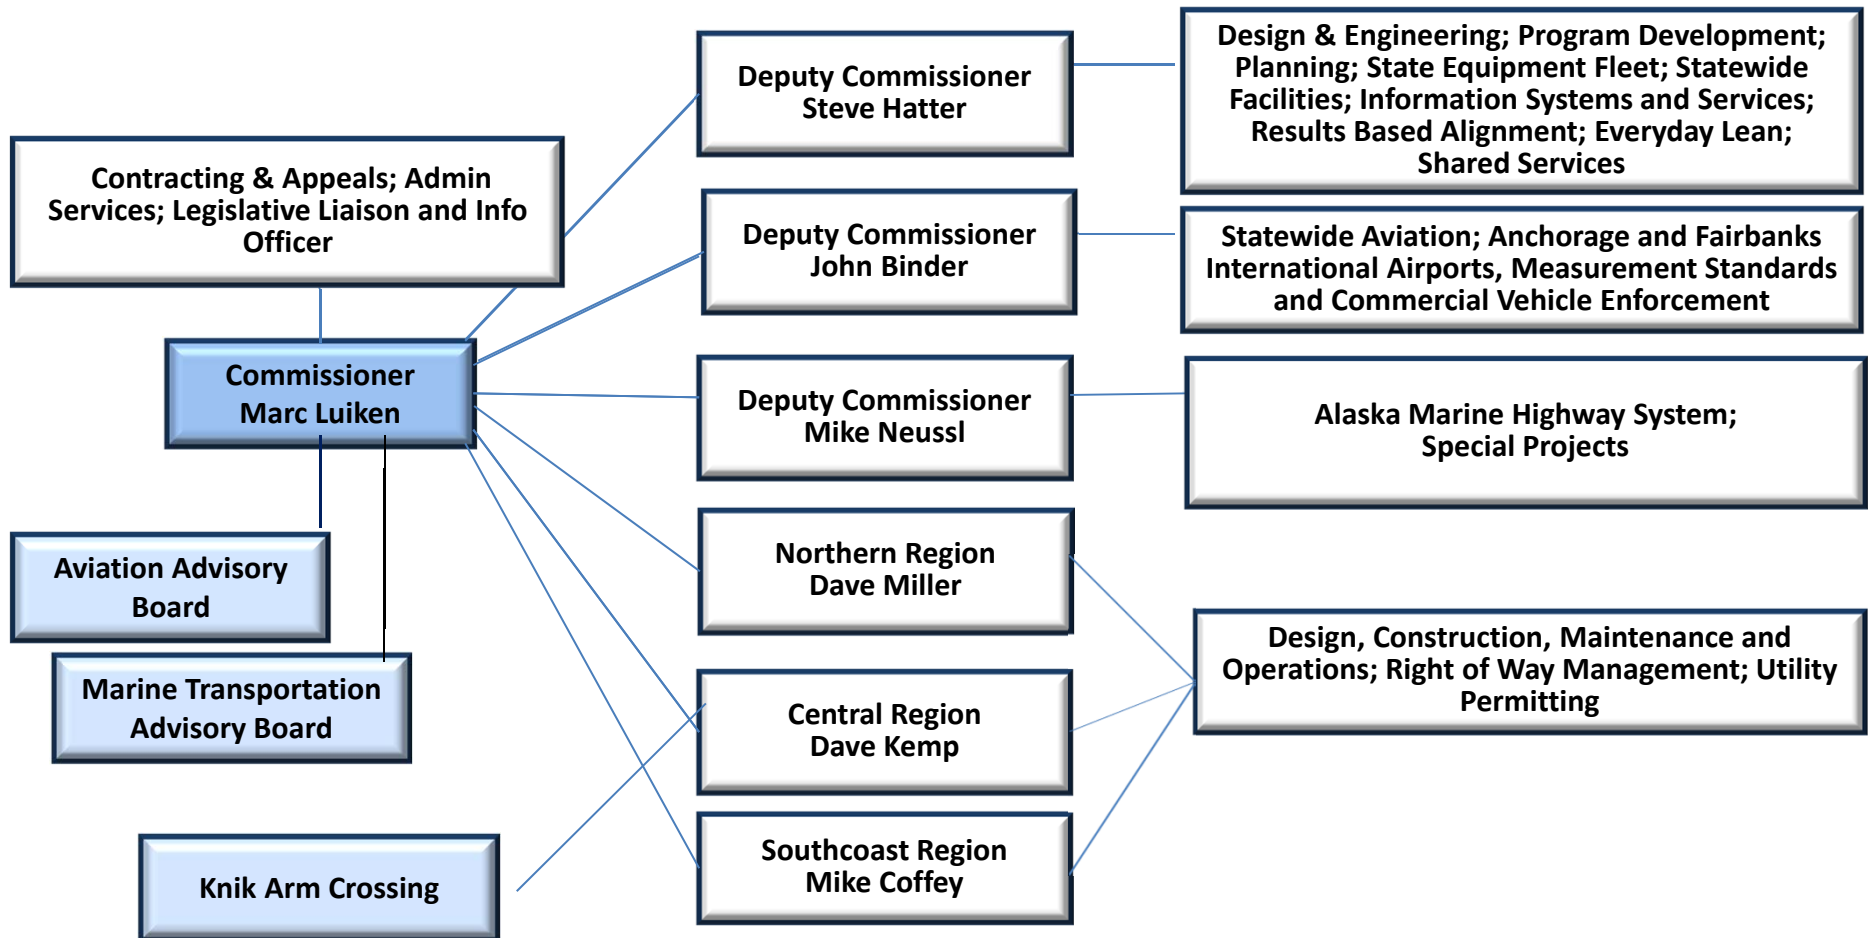 Contracting & Appeals; Admin
Services; Legislative Liaison and Info
Officer
Commissioner
Marc Luiken
Aviation Advisory
Board
Marine Transportation
Advisory Board
Knik Arm Crossing
Deputy Commissioner
Steve Hatter
Deputy Commissioner
John Binder
Deputy Commissioner
Mike Neussl
Northern Region
Dave Miller
Central Region
Dave Kemp
Southcoast Region
Mike Coffey
Design & Engineering; Program Development;
Planning; State Equipment Fleet; Statewide
Facilities; Information Systems and Services;
Results Based Alignment; Everyday Lean;
Shared Services
Statewide Aviation; Anchorage and Fairbanks
International Airports, Measurement Standards
and Commercial Vehicle Enforcement
Alaska Marine Highway System;
Special Projects
Design, Construction, Maintenance and
Operations; Right of Way Management; Utility
Permitting